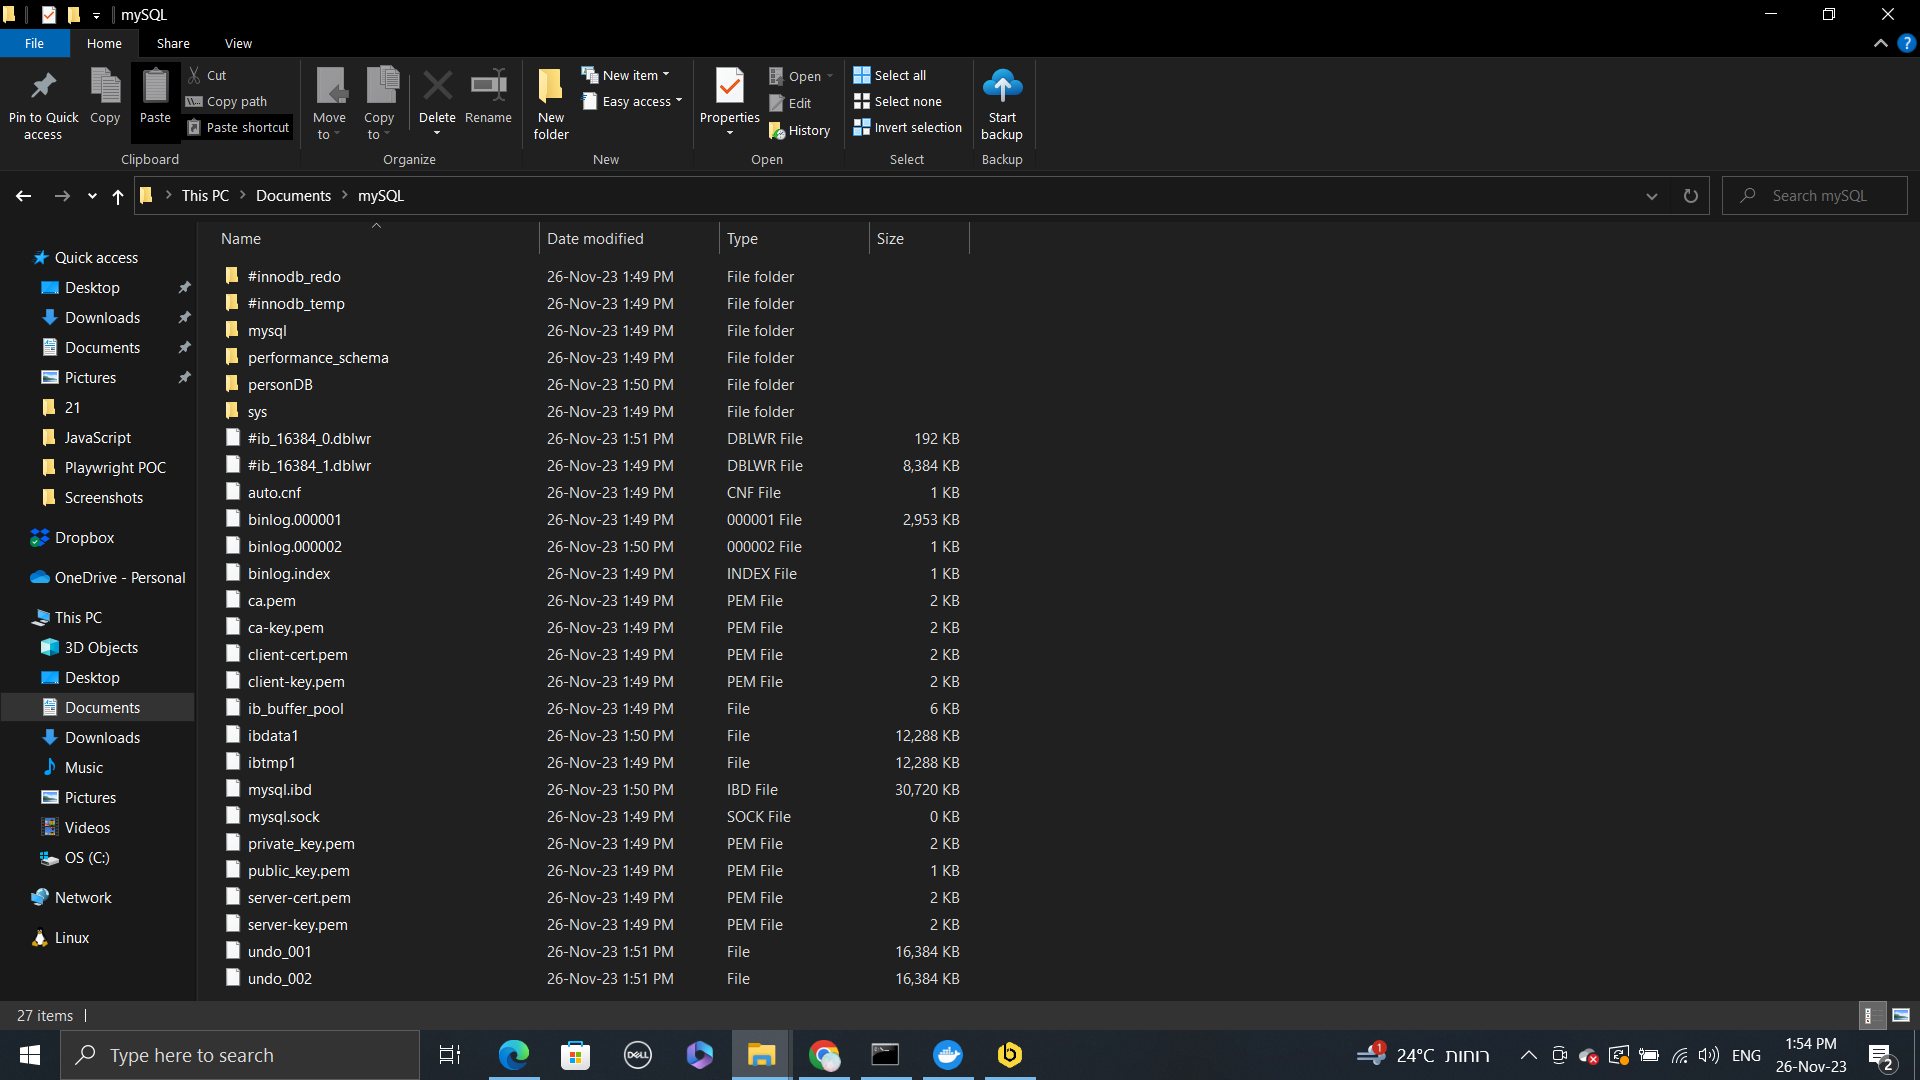 mySQL
File Home Share View
Pin to Quick access
Copy
Paste
Cut
Copy path
Paste shortcut
Clipboard
Move to
Copy to
Delete
Rename
Organize
New folder
New item
Easy access
New
Properties
Open
Edit
History
Open
Select all
Select none
Invert selection
Select
Start backup
Backup
This PC Documents mySQL
Search mySQL
Quick access
Desktop
Downloads
Documents
Pictures
21
JavaScript
Playwright POC
Screenshots
Dropbox
OneDrive - Personal
This PC
3D Objects
Desktop
Documents
Downloads
Music
Pictures
Videos
OS (C:)
Network
Linux
Name Date modified Type Size
#innodb_redo 26-Nov-23 1:49 PM File folder
#innodb_temp 26-Nov-23 1:49 PM File folder
mysql 26-Nov-23 1:49 PM File folder
performance_schema 26-Nov-23 1:49 PM File folder
personDB 26-Nov-23 1:50 PM File folder
sys 26-Nov-23 1:49 PM File folder
#ib_16384_0.dblwr 26-Nov-23 1:51 PM DBLWR File 192 KB
#ib_16384_1.dblwr 26-Nov-23 1:49 PM DBLWR File 8,384 KB
auto.cnf 26-Nov-23 1:49 PM CNF File 1 KB
binlog.000001 26-Nov-23 1:49 PM 000001 File 2,953 KB
binlog.000002 26-Nov-23 1:50 PM 000002 File 1 KB
binlog.index 26-Nov-23 1:49 PM INDEX File 1 KB
ca.pem 26-Nov-23 1:49 PM PEM File 2 KB
ca-key.pem 26-Nov-23 1:49 PM PEM File 2 KB
client-cert.pem 26-Nov-23 1:49 PM PEM File 2 KB
client-key.pem 26-Nov-23 1:49 PM PEM File 2 KB
ib_buffer_pool 26-Nov-23 1:49 PM File 6 KB
ibdata1 26-Nov-23 1:50 PM File 12,288 KB
ibtmp1 26-Nov-23 1:49 PM File 12,288 KB
mysql.ibd 26-Nov-23 1:50 PM IBD File 30,720 KB
mysql.sock 26-Nov-23 1:49 PM SOCK File 0 KB
private_key.pem 26-Nov-23 1:49 PM PEM File 2 KB
public_key.pem 26-Nov-23 1:49 PM PEM File 1 KB
server-cert.pem 26-Nov-23 1:49 PM PEM File 2 KB
server-key.pem 26-Nov-23 1:49 PM PEM File 2 KB
undo_001 26-Nov-23 1:51 PM File 16,384 KB
undo_002 26-Nov-23 1:51 PM File 16,384 KB
27 items
Type here to search
DELL
1
24°C רוחות
ENG
1:54 PM
26-Nov-23
2